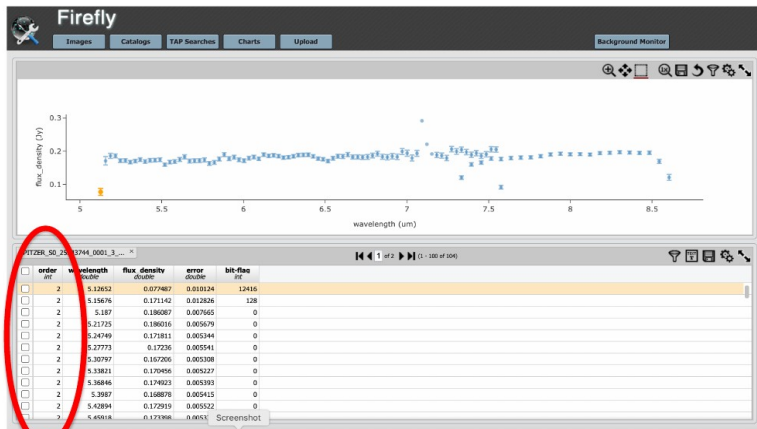 Firefly
Images Catalogs TAP Searches Charts Upload Background Monitor
0.3
0.2
0.1
flux_density (Jy)
5 5.5 6 6.5 7 7.5 8 8.5
wavelength (um)
1 of 2 (1 - 100 of 104)
order wavelength flux_density error bit-flag
int double double double int
2 5.12652 0.077487 0.010124 12416
2 5.15676 0.171142 0.012826 128
2 5.187 0.186087 0.007665 0
2 5.21725 0.186016 0.005679 0
2 5.24749 0.171811 0.005344 0
2 5.27773 0.17236 0.005541 0
2 5.30797 0.167206 0.005308 0
2 5.33821 0.170456 0.005227 0
2 5.36846 0.174923 0.005393 0
2 5.3987 0.168878 0.005415 0
2 5.42894 0.172919 0.005522 0
2 5.45918 0.173398 0
Screenshot